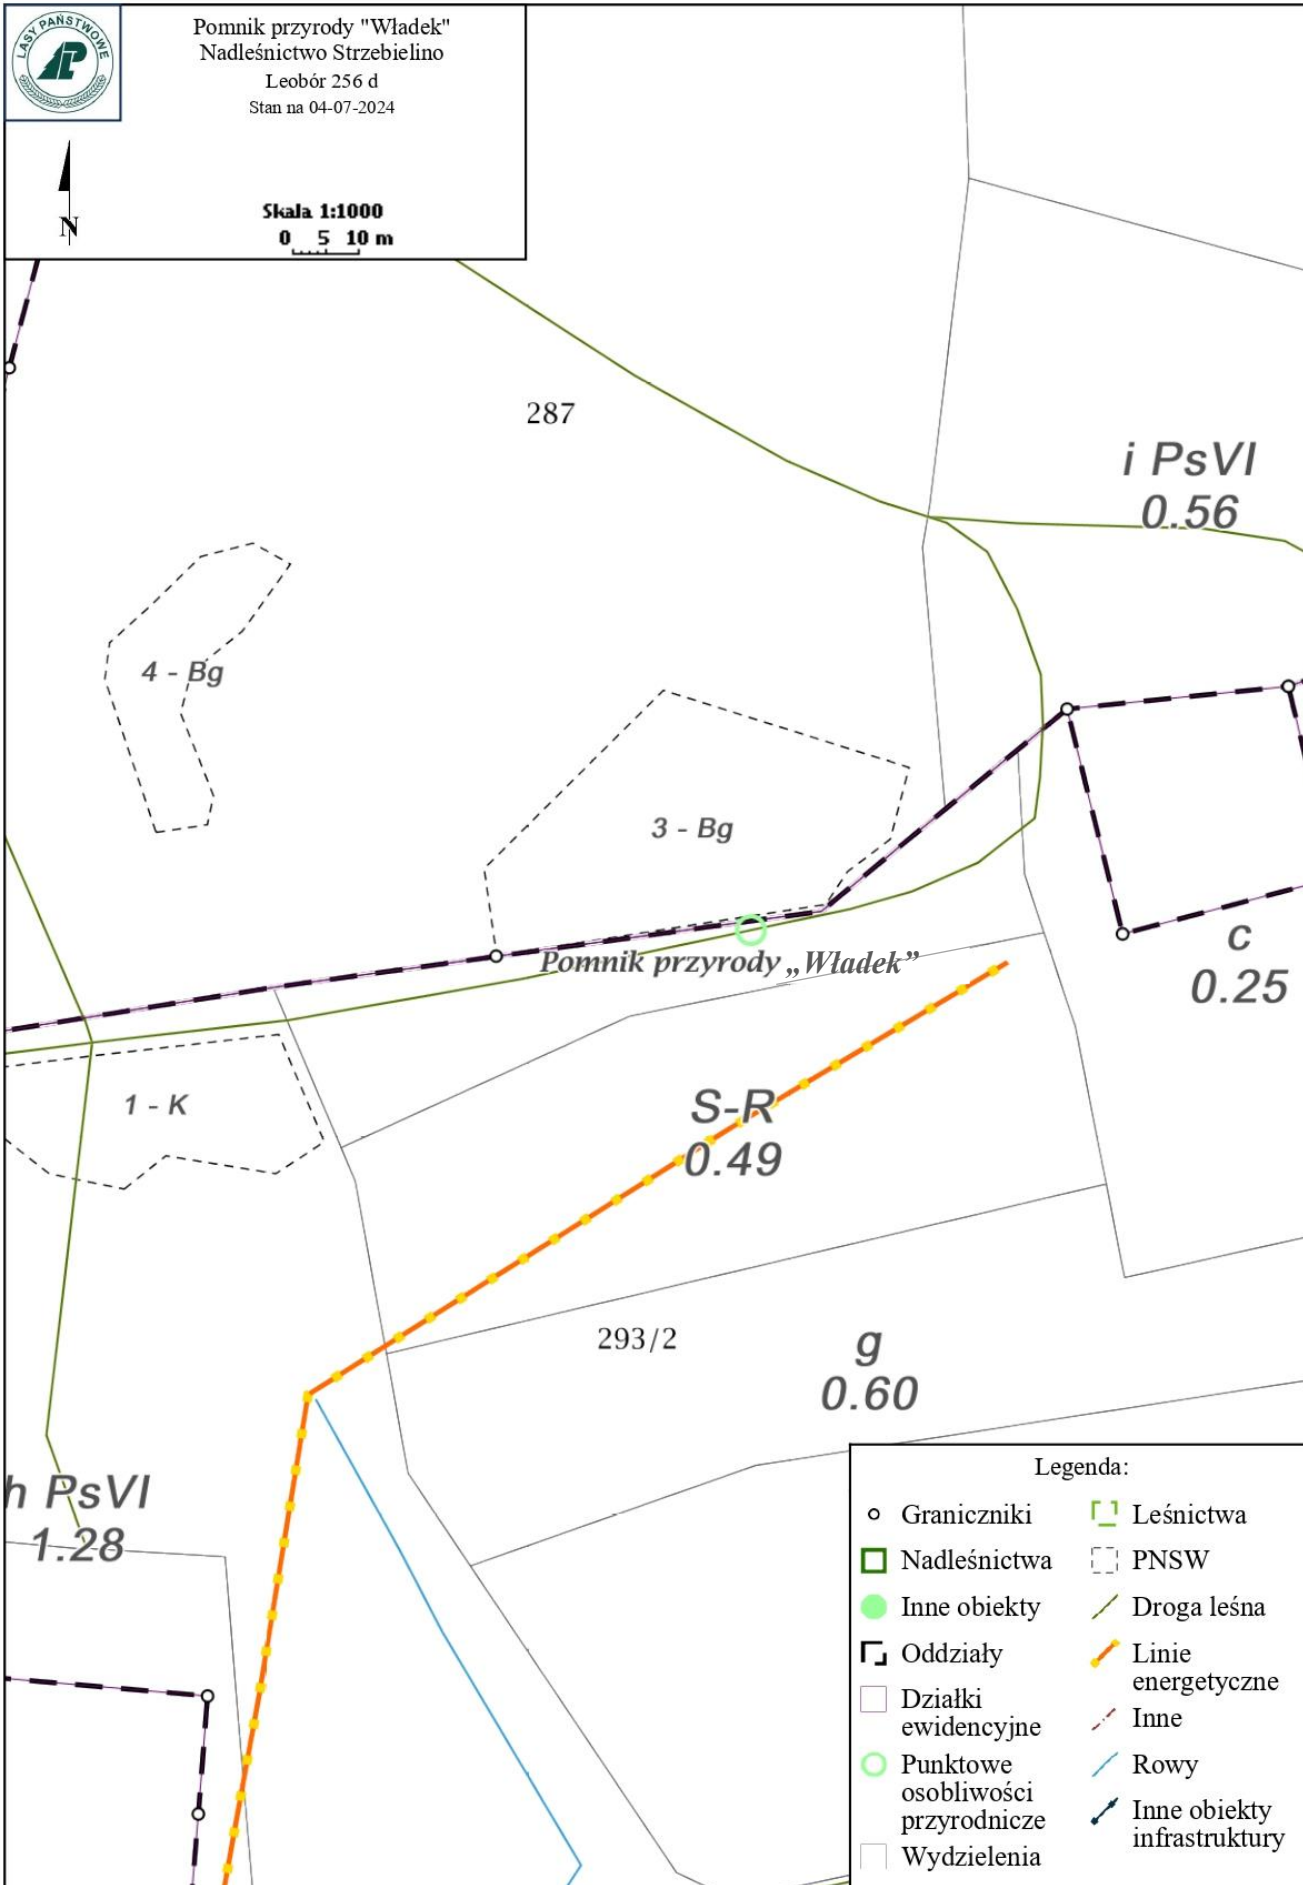 LASY PAŃSTWOWE
Pomnik przyrody "Władek"
Nadleśnictwo Strzebielino
Leobór 256 d
Stan na 04-07-2024
N
Skala 1:1000
0 5 10 m
287
i PsVI
0.56
4 - Bg
3 - Bg
c
0.25
Pomnik przyrody „Władek”
1 - K
S-R
0.49
293/2
g
0.60
h PsVI
1.28
Legenda:
Graniczniki
Nadleśnictwa
Inne obiekty
Oddziały
Działki
ewidencyjne
Punktowe
osobliwości
przyrodnicze
Wydzielenia
Leśnictwa
PNSW
Droga leśna
Linie
energetyczne
Inne
Rowy
Inne obiekty
infrastruktury